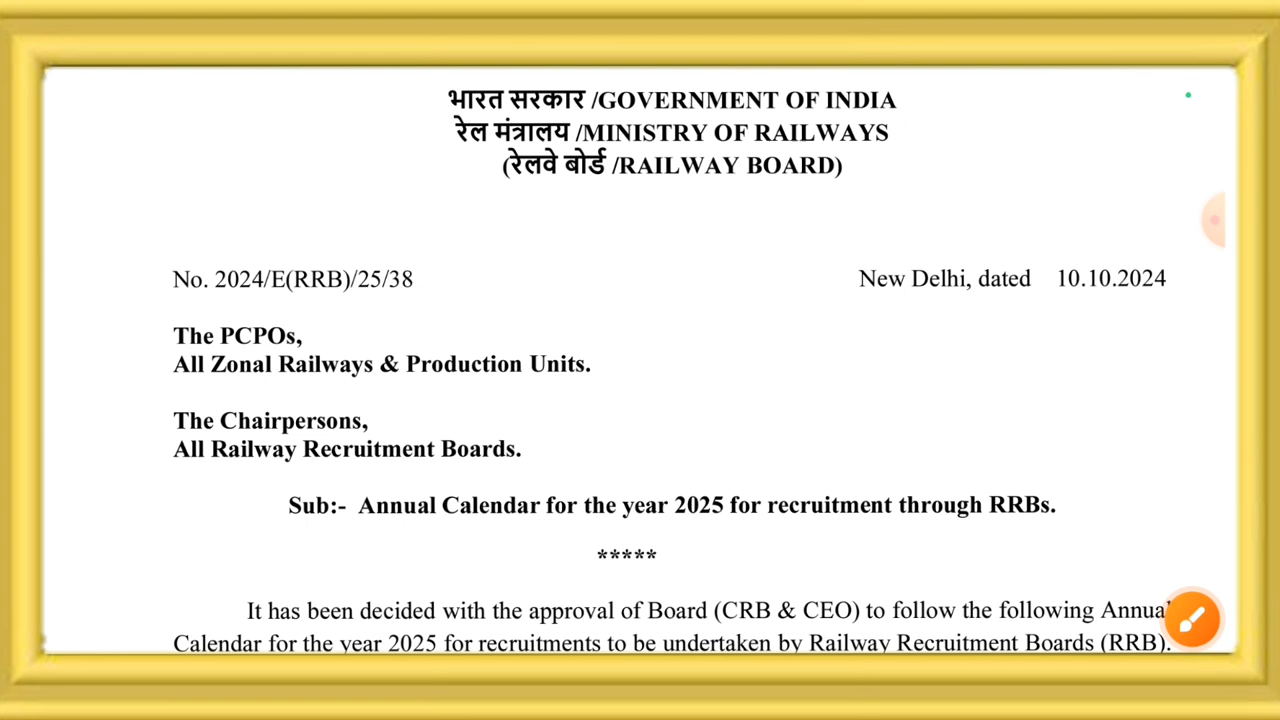 भारत सरकार /GOVERNMENT OF INDIA
रेल मंत्रालय /MINISTRY OF RAILWAYS
(रेलवे बोर्ड /RAILWAY BOARD)
No. 2024/E(RRB)/25/38 New Delhi, dated 10.10.2024
The PCPOs,
All Zonal Railways & Production Units.
The Chairpersons,
All Railway Recruitment Boards.
Sub:- Annual Calendar for the year 2025 for recruitment through RRBs.
*****
It has been decided with the approval of Board (CRB & CEO) to follow the following Annual
Calendar for the year 2025 for recruitments to be undertaken by Railway Recruitment Boards (RRB).